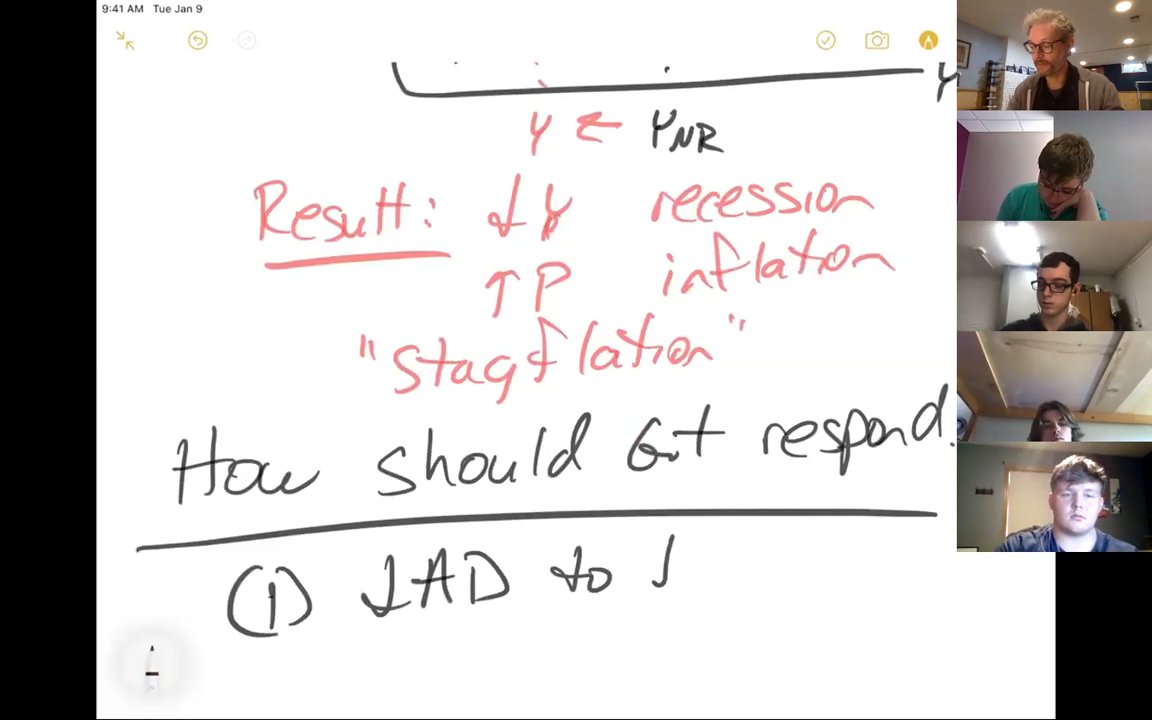 9:41 AM Tue Jan 9
Y
Y ← YNR
Result: ↓ Y recession
↑ P inflation
"stagflation"
How should Gvt respond.
(1) ↓AD to ↓